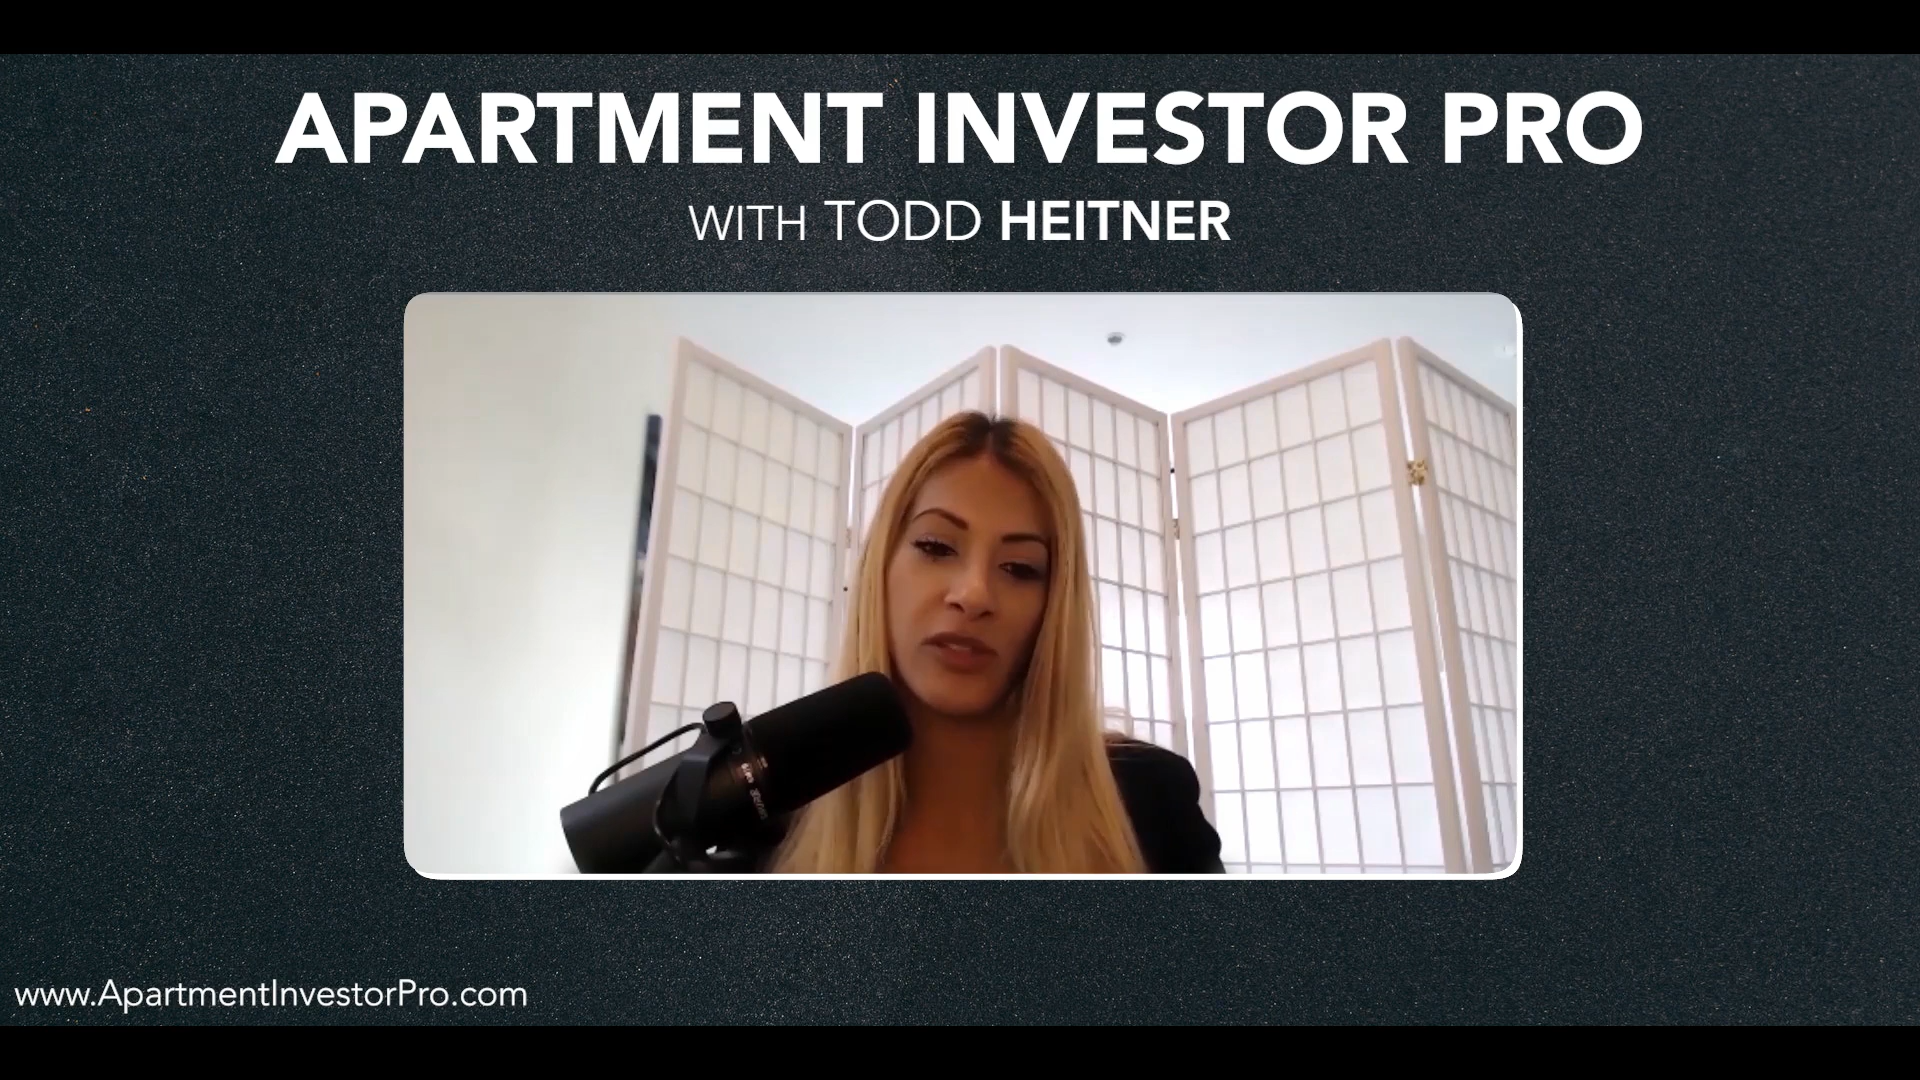 APARTMENT INVESTOR PRO
WITH TODD HEITNER
www.ApartmentInvestorPro.com